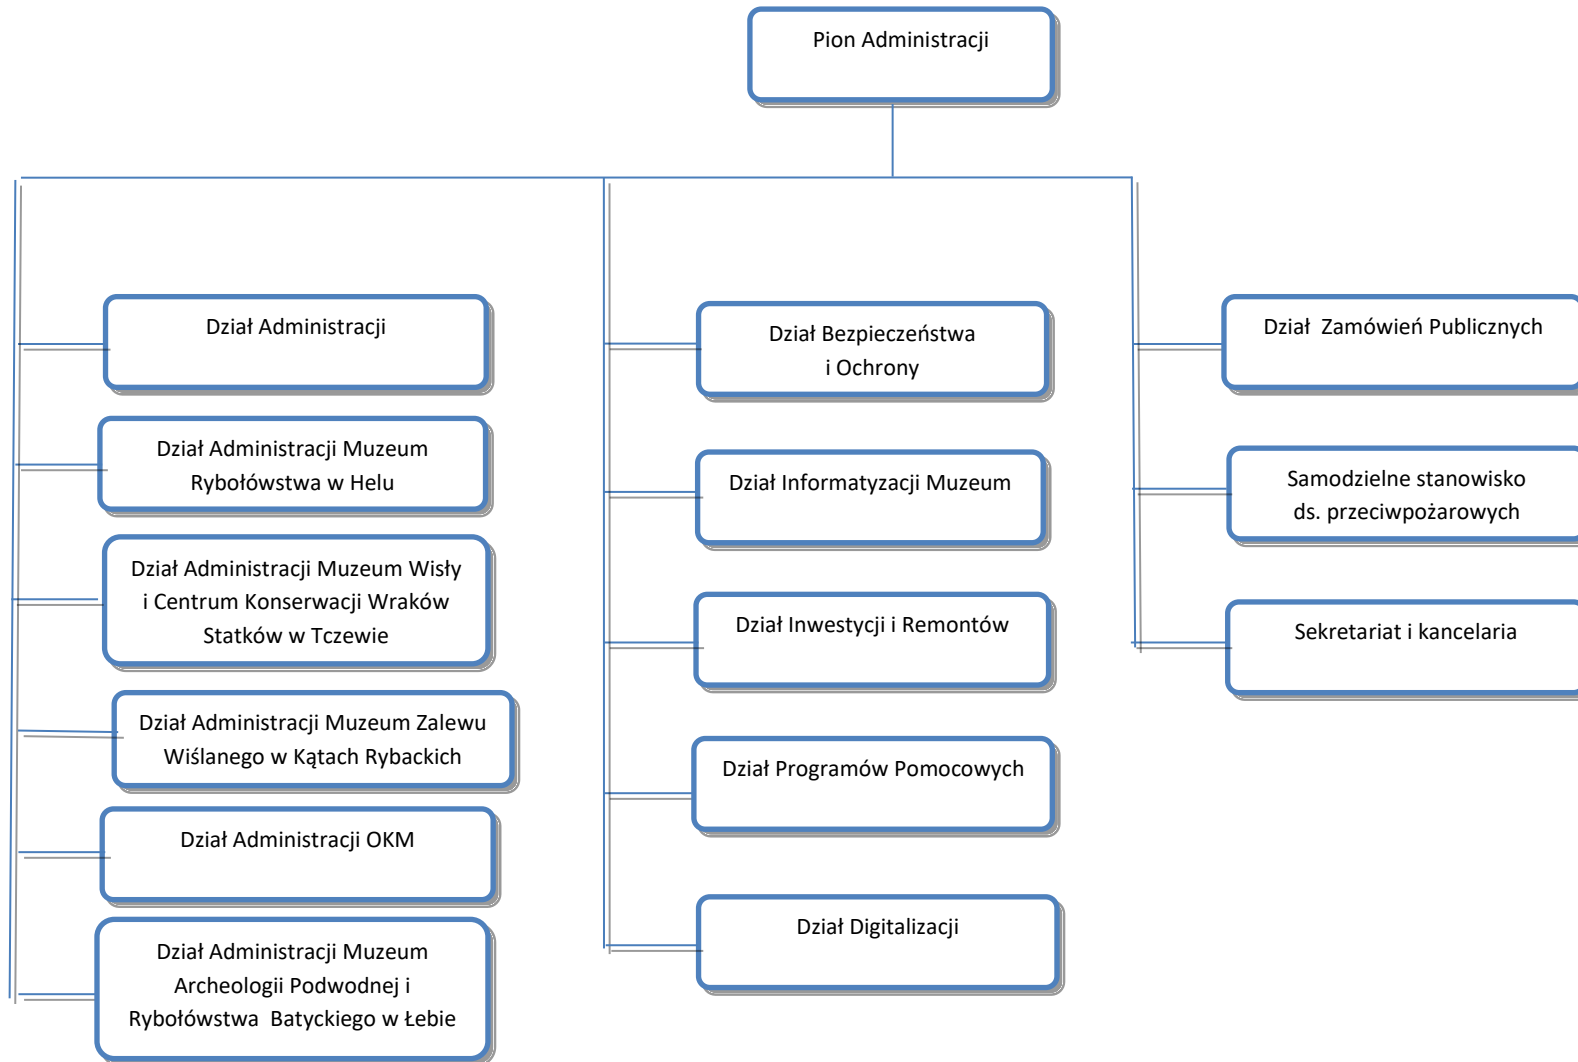 Pion Administracji
Dział Administracji
Dział Administracji Muzeum
Rybołówstwa w Helu
Dział Administracji Muzeum Wisły
i Centrum Konserwacji Wraków
Statków w Tczewie
Dział Administracji Muzeum Zalewu
Wiślanego w Kątach Rybackich
Dział Administracji OKM
Dział Administracji Muzeum
Archeologii Podwodnej i
Rybołówstwa  Batyckiego w Łebie
Dział Bezpieczeństwa
i Ochrony
Dział Informatyzacji Muzeum
Dział Inwestycji i Remontów
Dział Programów Pomocowych
Dział Digitalizacji
Dział  Zamówień Publicznych
Samodzielne stanowisko
ds. przeciwpożarowych
Sekretariat i kancelaria